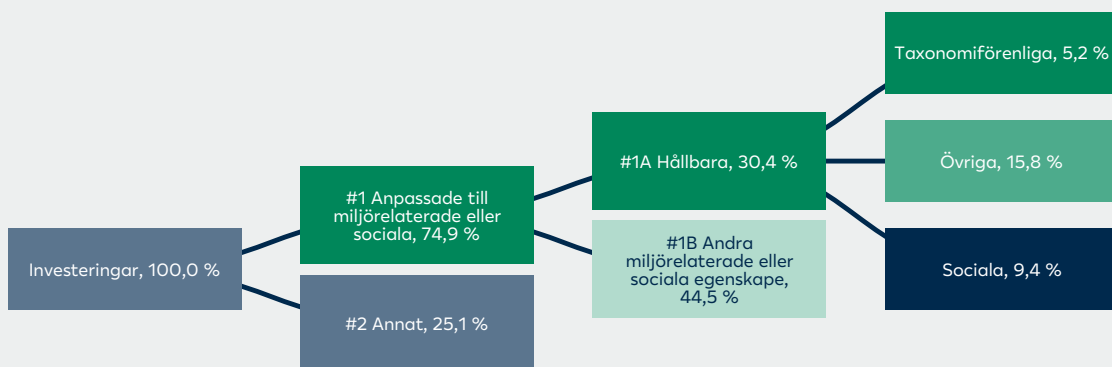 Investeringar, 100,0 %
#1 Anpassade till
miljörelaterade eller
sociala, 74,9 %
#2 Annat, 25,1 %
#1A Hållbara, 30,4 %
#1B Andra
miljörelaterade eller
sociala egenskape,
44,5 %
Taxonomiförenliga, 5,2 %
Övriga, 15,8 %
Sociala, 9,4 %